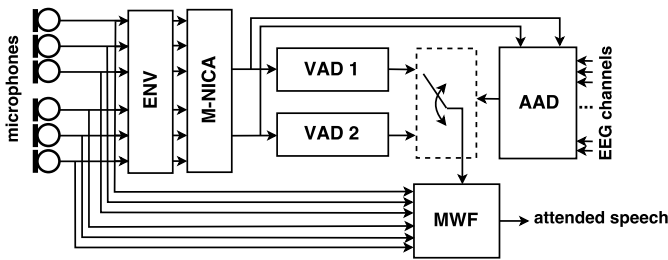 microphones
ENV
M-NICA
VAD 1
VAD 2
AAD
EEG channels
...
MWF
attended speech